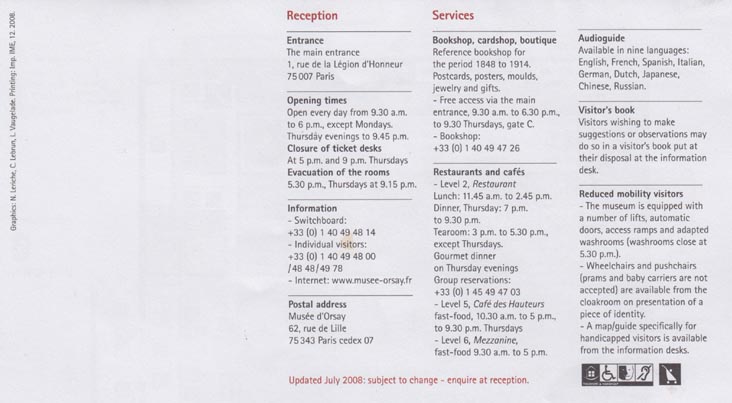 Graphics: N. Leriche, C. Lebrun, L. Vaugrlade. Printing: Imp. IME, 12. 2008.
Reception
Entrance
The main entrance
1, rue de la Légion d'Honneur
75007 Paris
Opening times
Open every day from 9.30 a.m.
to 6 p.m., except Mondays.
Thursday evenings to 9.45 p.m.
Closure of ticket desks
At 5 p.m. and 9 p.m. Thursdays
Evacuation of the rooms
5.30 p.m., Thursdays at 9.15 p.m.
Information
- Switchboard:
+33 (0) 1 40 49 48 14
- Individual visitors:
+33 (0) 1 40 49 48 00
/48 48/49 78
- Internet: www.musee-orsay.fr
Postal address
Musée d'Orsay
62, rue de Lille
75343 Paris cedex 07
Services
Bookshop, cardshop, boutique
Reference bookshop for
the period 1848 to 1914.
Postcards, posters, moulds,
jewelry and gifts.
- Free access via the main
entrance, 9.30 a.m. to 6.30 p.m.,
to 9.30 Thursdays, gate C.
- Bookshop:
+33 (0) 1 40 49 47 26
Restaurants and cafés
- Level 2, Restaurant
Lunch: 11.45 a.m. to 2.45 p.m.
Dinner, Thursday: 7 p.m.
to 9.30 p.m.
Tearoom: 3 p.m. to 5.30 p.m.,
except Thursdays.
Gourmet dinner
on Thursday evenings
Group reservations:
+33 (0) 1 45 49 47 03
- Level 5, Café des Hauteurs
fast-food, 10.30 a.m. to 5 p.m.,
to 9.30 p.m. Thursdays
- Level 6, Mezzanine,
fast-food 9.30 a.m. to 5 p.m.
Audioguide
Available in nine languages:
English, French, Spanish, Italian,
German, Dutch, Japanese,
Chinese, Russian.
Visitor's book
Visitors wishing to make
suggestions or observations may
do so in a visitor's book put at
their disposal at the information
desk.
Reduced mobility visitors
- The museum is equipped with
a number of lifts, automatic
doors, access ramps and adapted
washrooms (washrooms close at
5.30 p.m.).
- Wheelchairs and pushchairs
(prams and baby carriers are not
accepted) are available from the
cloakroom on presentation of a
piece of identity.
- A map/guide specifically for
handicapped visitors is available
from the information desks.
Updated July 2008: subject to change - enquire at reception.